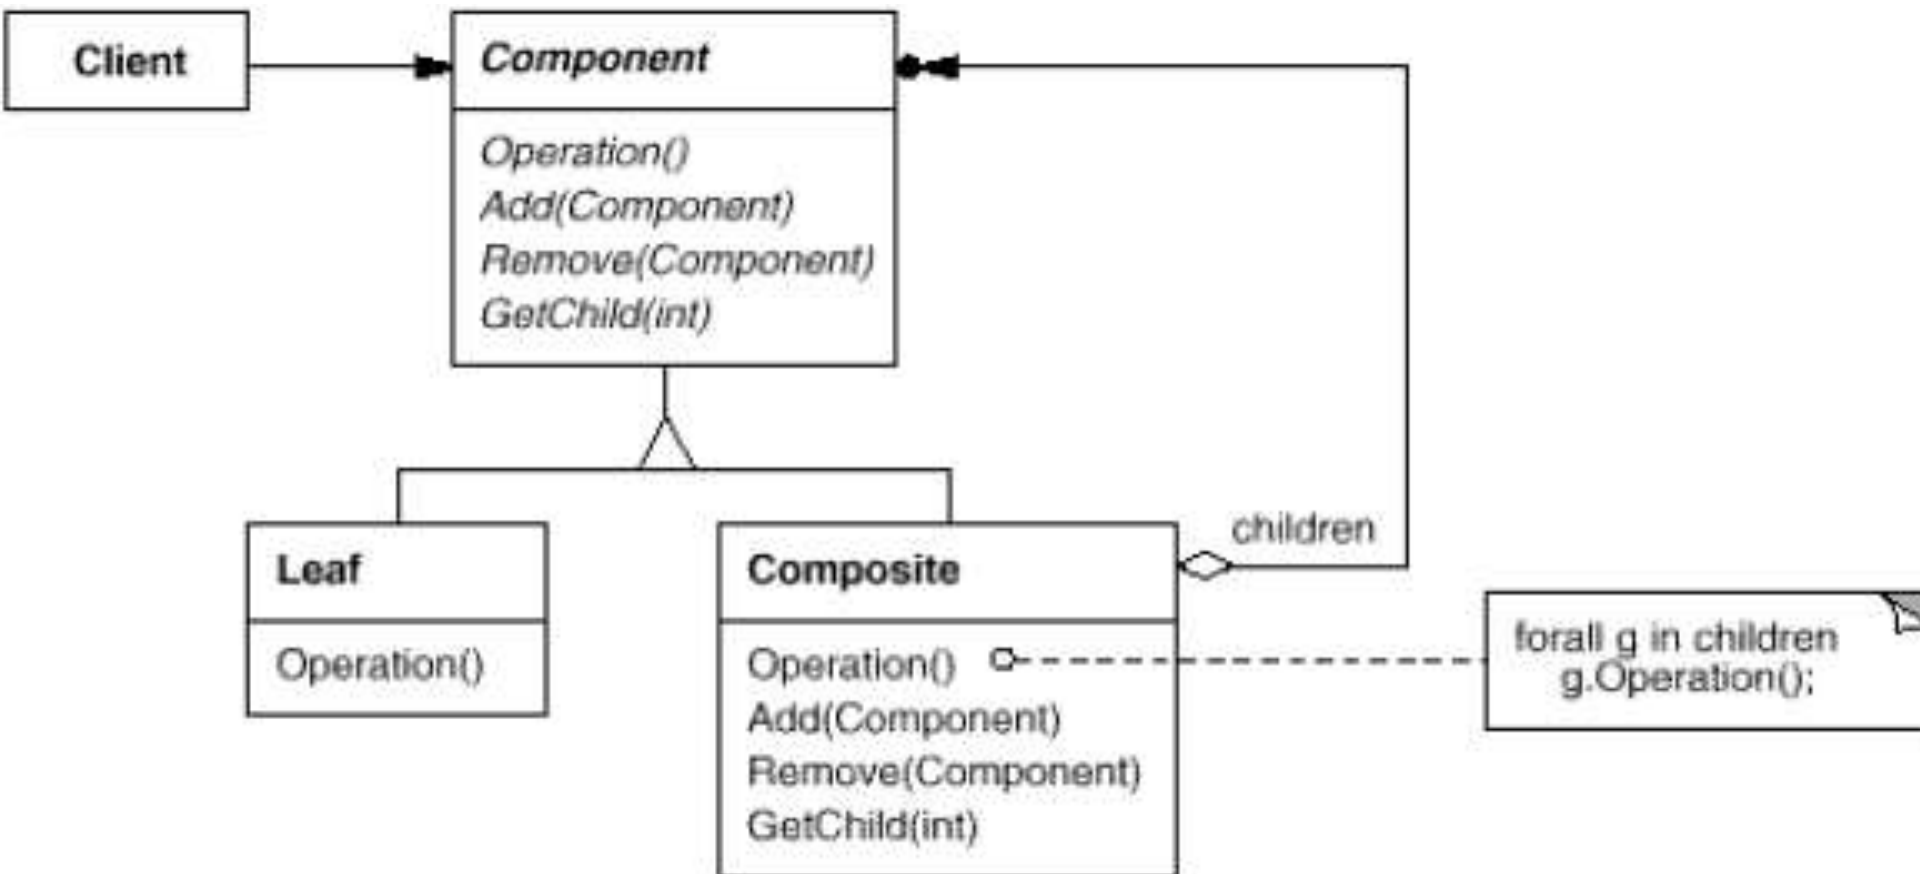 Client
Component
Operation()
Add(Component)
Remove(Component)
GetChild(int)
Leaf
Operation()
Composite
Operation()
Add(Component)
Remove(Component)
GetChild(int)
children
forall g in children
g.Operation();